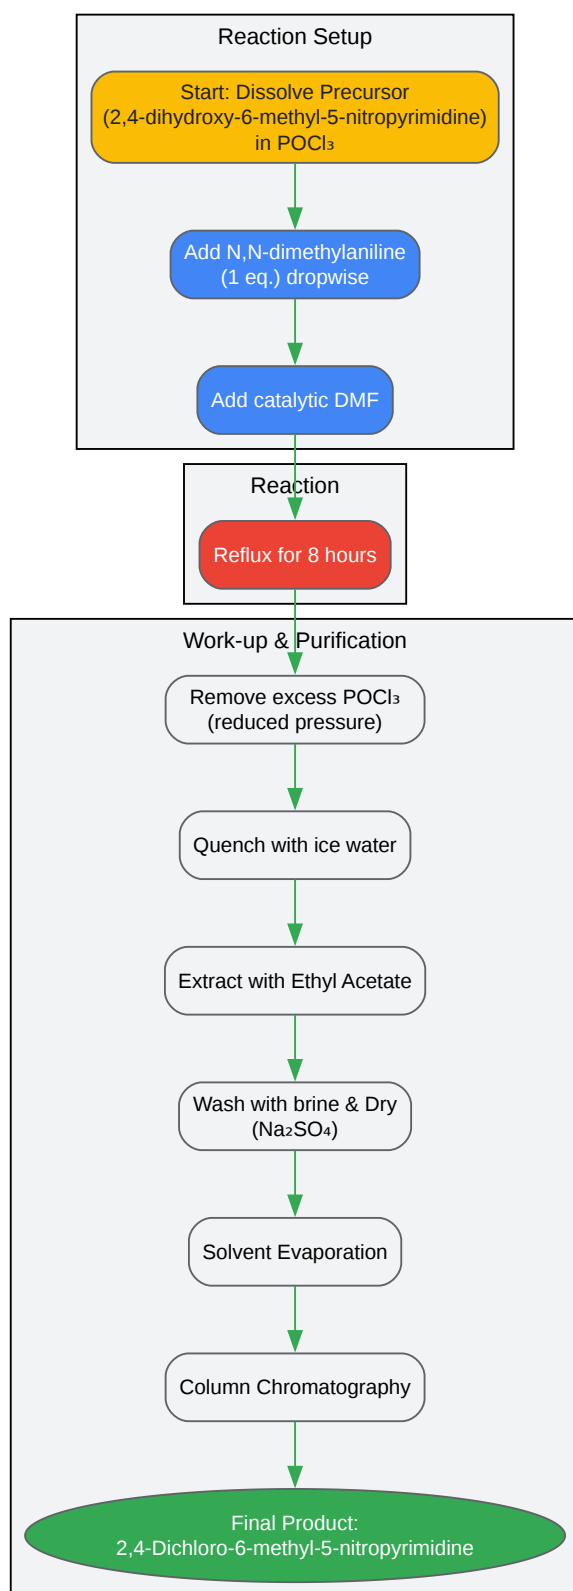 Reaction Setup
Start: Dissolve Precursor
(2,4-dihydroxy-6-methyl-5-nitropyrimidine)
in POCl₃
Add N,N-dimethylaniline
(1 eq.) dropwise
Add catalytic DMF
Reaction
Reflux for 8 hours
Work-up & Purification
Remove excess POCl₃
(reduced pressure)
Quench with ice water
Extract with Ethyl Acetate
Wash with brine & Dry
(Na₂SO₄)
Solvent Evaporation
Column Chromatography
Final Product:
2,4-Dichloro-6-methyl-5-nitropyrimidine